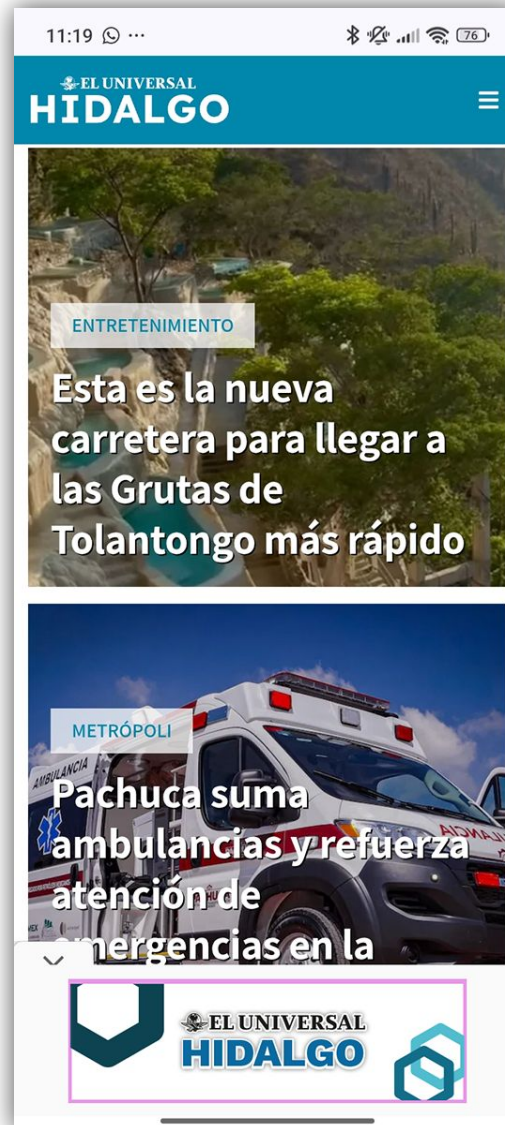 11:19
76
EL UNIVERSAL
HIDALGO
ENTRETENIMIENTO
Esta es la nueva
carretera para llegar a
las Grutas de
Tolantongo más rápido
METRÓPOLI
AMBULANCIA
Pachuca suma
ambulancias y refuerza
atención de
emergencias en la
EL UNIVERSAL
HIDALGO